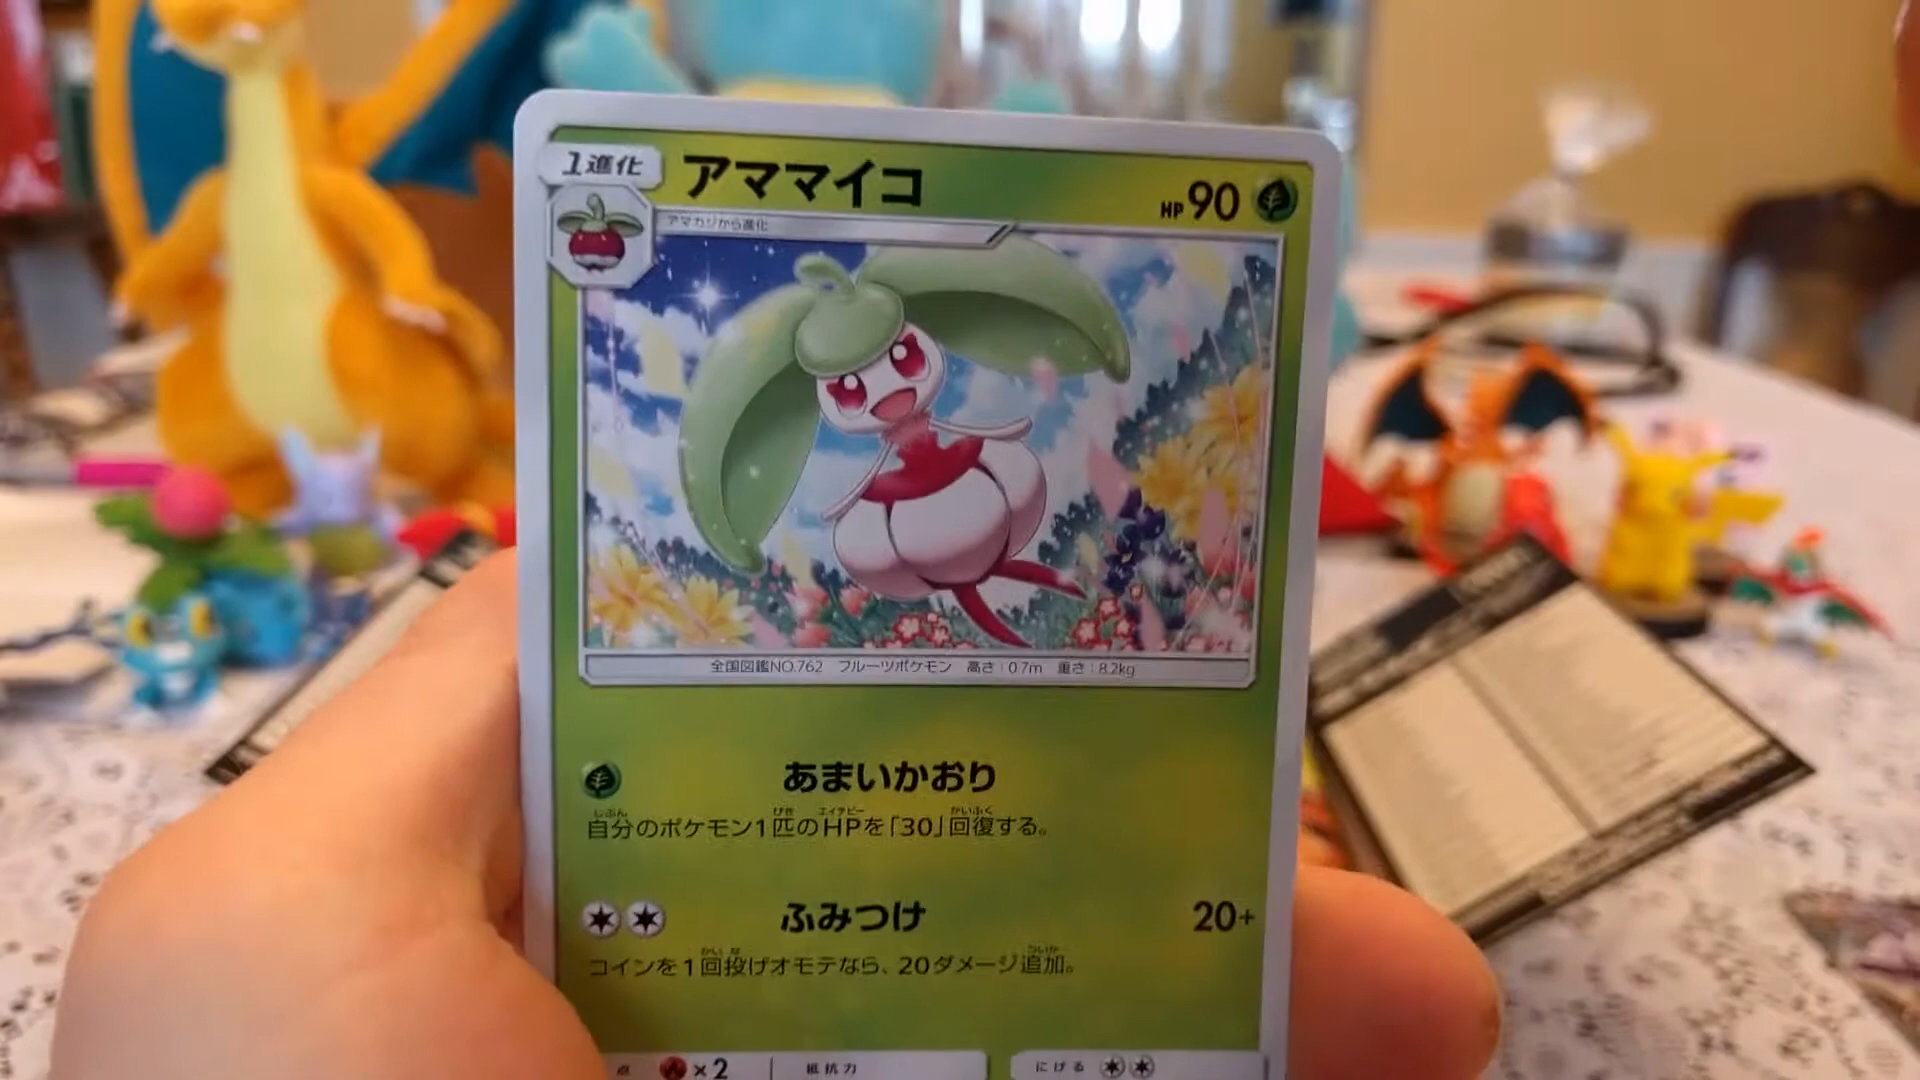 1進化
アママイコ
HP90
アマカジから進化
全国図鑑NO.762 フルーツポケモン 高さ:0.7m 重さ:8.2kg
あまいかおり
自分のポケモン1匹のHPを「30」回復する。
ふみつけ 20+
コインを1回投げオモテなら、20ダメージ追加。
点 ×2 抵抗力 にげる